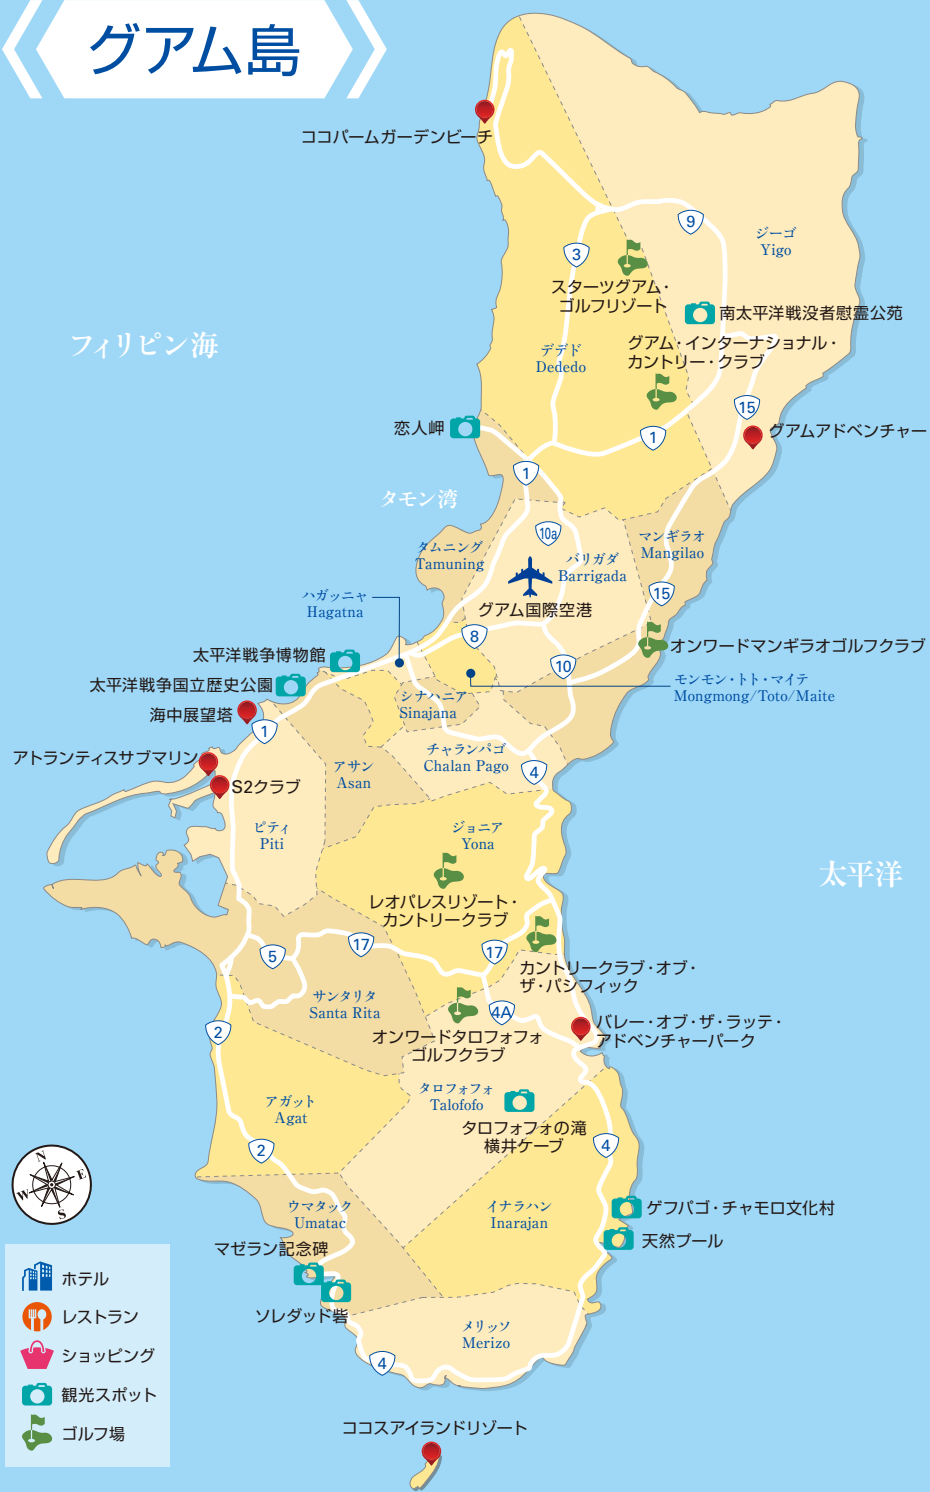 グアム島
ココパームガーデンビーチ
9
ジーゴ
Yigo
3
スターツグアム・
ゴルフリゾート
南太平洋戦没者慰霊公苑
フィリピン海
グアム・インターナショナル・
カントリー・クラブ
デデド
Dededo
15
恋人岬
1
グアムアドベンチャー
1
タモン湾
10a
タムニング
Tamuning
バリガダ
Barrigada
マンギラオ
Mangilao
15
ハガッニャ
Hagatna
グアム国際空港
8
オンワードマンギラオゴルフクラブ
太平洋戦争博物館
10
太平洋戦争国立歴史公園
モンモン・トト・マイテ
Mongmong/Toto/Maite
シナハニア
Sinajana
海中展望塔
1
チャランパゴ
Chalan Pago
アトランティスサブマリン
アサン
Asan
4
S2クラブ
ピティ
Piti
ジョニア
Yona
太平洋
レオパレスリゾート・
カントリークラブ
17
5
17
カントリークラブ・オブ・
ザ・パシフィック
サンタリタ
Santa Rita
4A
2
オンワードタロフォフォ
ゴルフクラブ
バレー・オブ・ザ・ラッテ・
アドベンチャーパーク
タロフォフォ
Talofofo
アガット
Agat
タロフォフォの滝
横井ケーブ
2
4
N
E
W
S
ウマタック
Umatac
イナラハン
Inarajan
ゲフパゴ・チャモロ文化村
天然プール
マゼラン記念碑
ソレダッド砦
メリッソ
Merizo
4
ホテル
レストラン
ショッピング
観光スポット
ゴルフ場
ココスアイランドリゾート